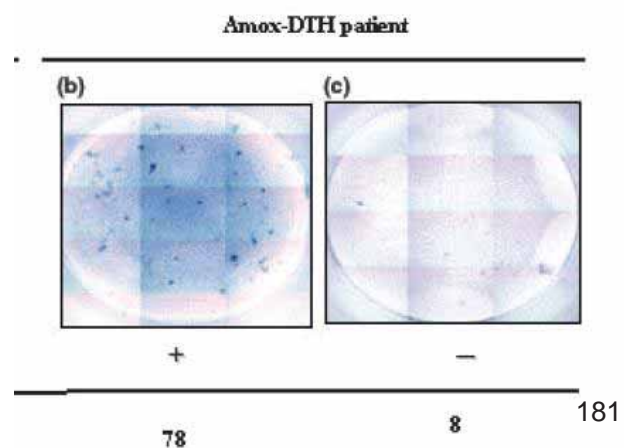 Amox-DTH patient
(b) (c)
+ –
78 8 181